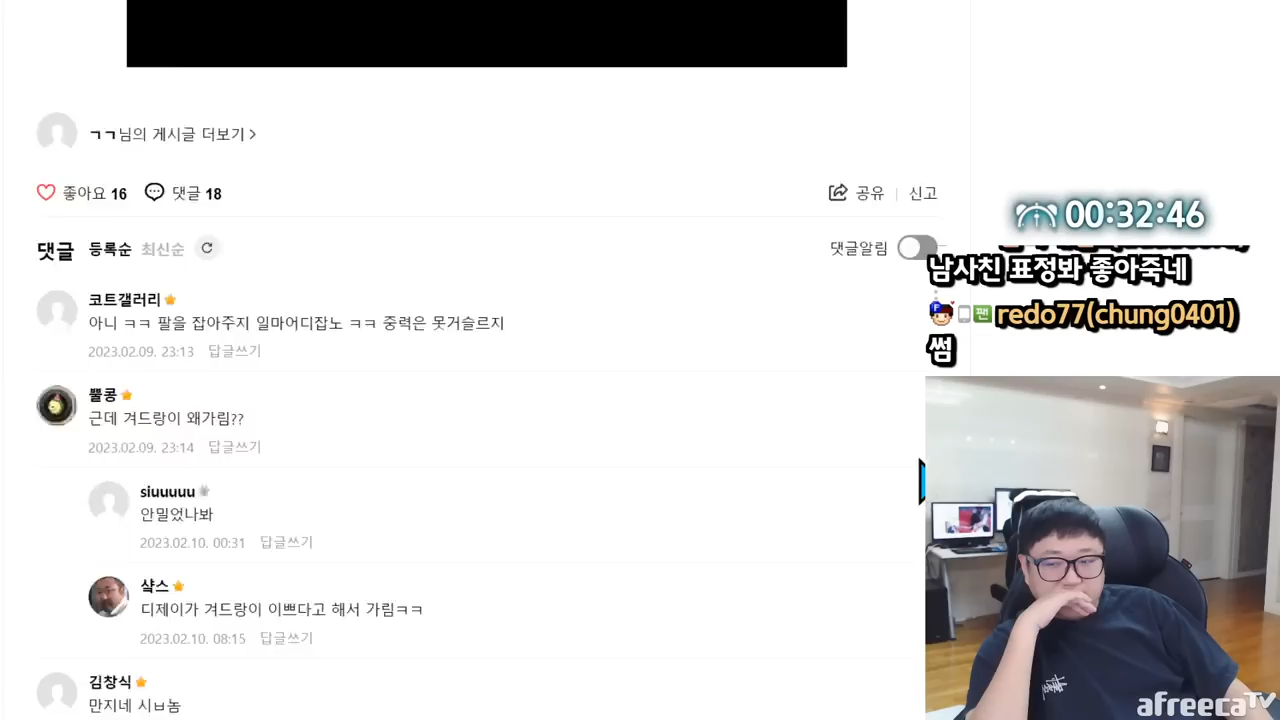 ㄱㄱ님의 게시글 더보기 >
좋아요 16 댓글 18
공유 | 신고
댓글 등록순 최신순
댓글알림
코트갤러리
아니 ㅋㅋ 팔을 잡아주지 일마어디잡노 ㅋㅋ 중력은 못거슬르지
2023.02.09. 23:13 답글쓰기
뿔콩
근데 겨드랑이 왜가림??
2023.02.09. 23:14 답글쓰기
siuuuuu
안밀었나봐
2023.02.10. 00:31 답글쓰기
샄스
디제이가 겨드랑이 이쁘다고 해서 가림ㅋㅋ
2023.02.10. 08:15 답글쓰기
김창식
만지네 시ㅂ놈
00:32:46
남사친 표정봐 좋아죽네
팬 redo77(chung0401)
썸
afreecaTV